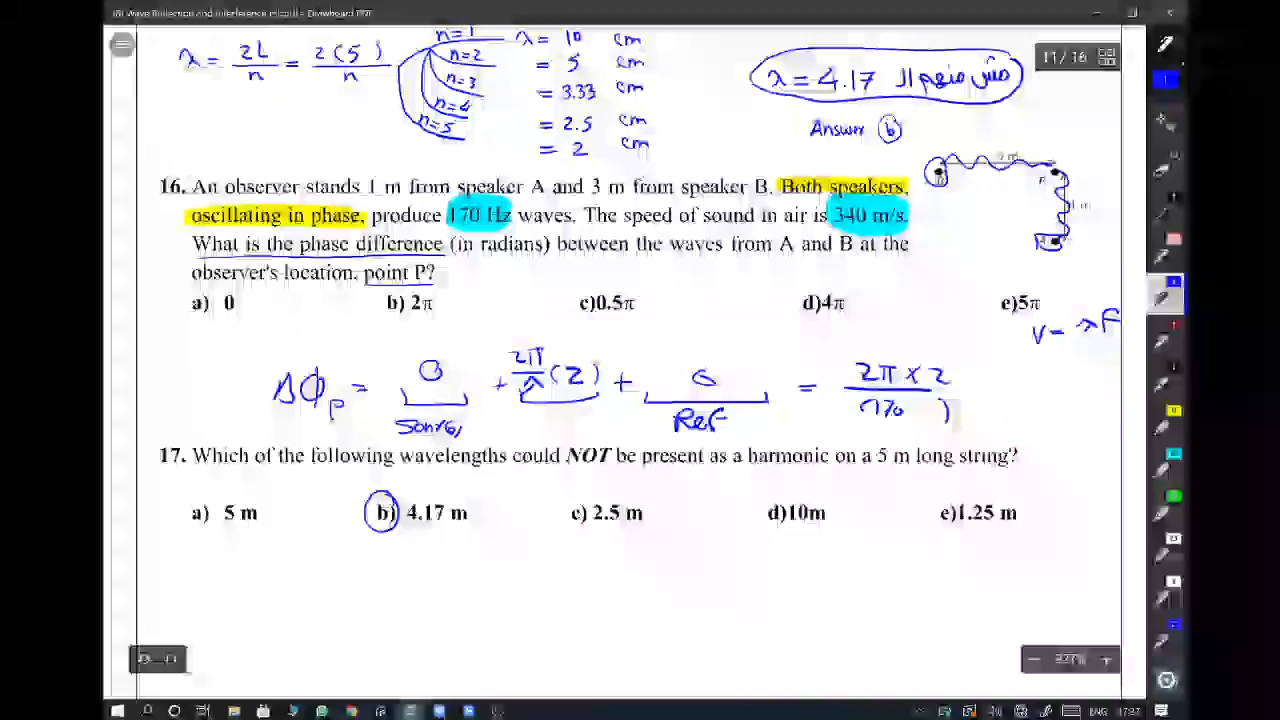 λ = 2L / n = 2(5) / n
n=1 λ = 10 cm
n=2 = 5 cm
n=3 = 3.33 cm
n=4 = 2.5 cm
n=5 = 2 cm
λ = 4.17 مش منهم الـ
Answer (b)
11 / 16
16. An observer stands 1 m from speaker A and 3 m from speaker B. Both speakers,
oscillating in phase, produce 170 Hz waves. The speed of sound in air is 340 m/s.
What is the phase difference (in radians) between the waves from A and B at the
observer's location, point P?
a) 0 b) 2π c)0.5π d)4π e)5π
v = λ F
ΔΦp = 0 + 2π/λ (2) + 0 = 2π × 2
Ref
17. Which of the following wavelengths could NOT be present as a harmonic on a 5 m long string?
a) 5 m b) 4.17 m c) 2.5 m d)10m e)1.25 m
ENG